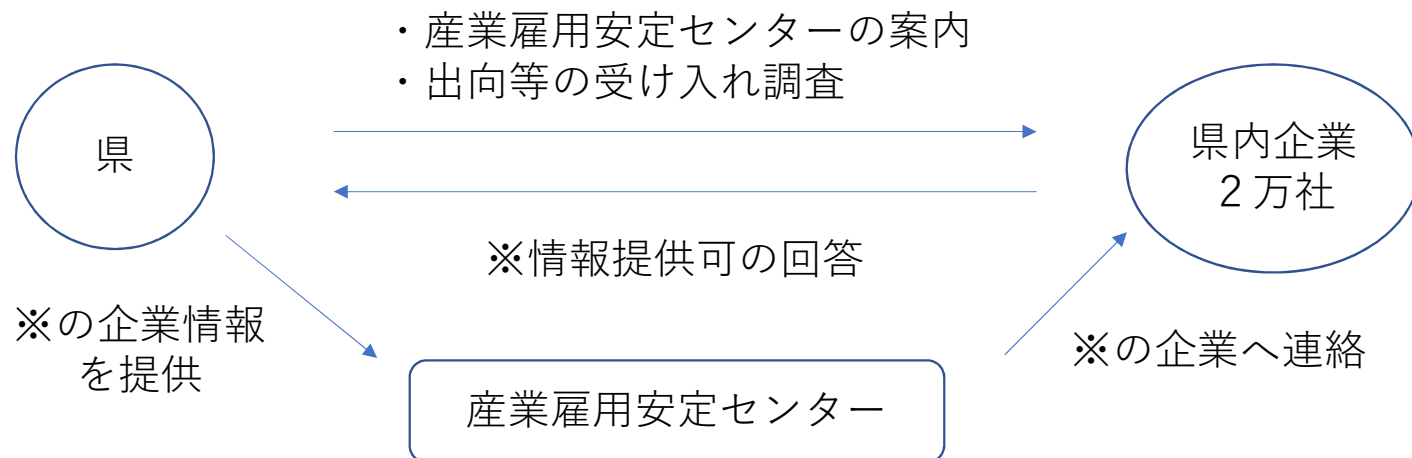 ・産業雇用安定センターの案内
・出向等の受け入れ調査
県
県内企業
２万社
※情報提供可の回答
※の企業情報
を提供
※の企業へ連絡
産業雇用安定センター